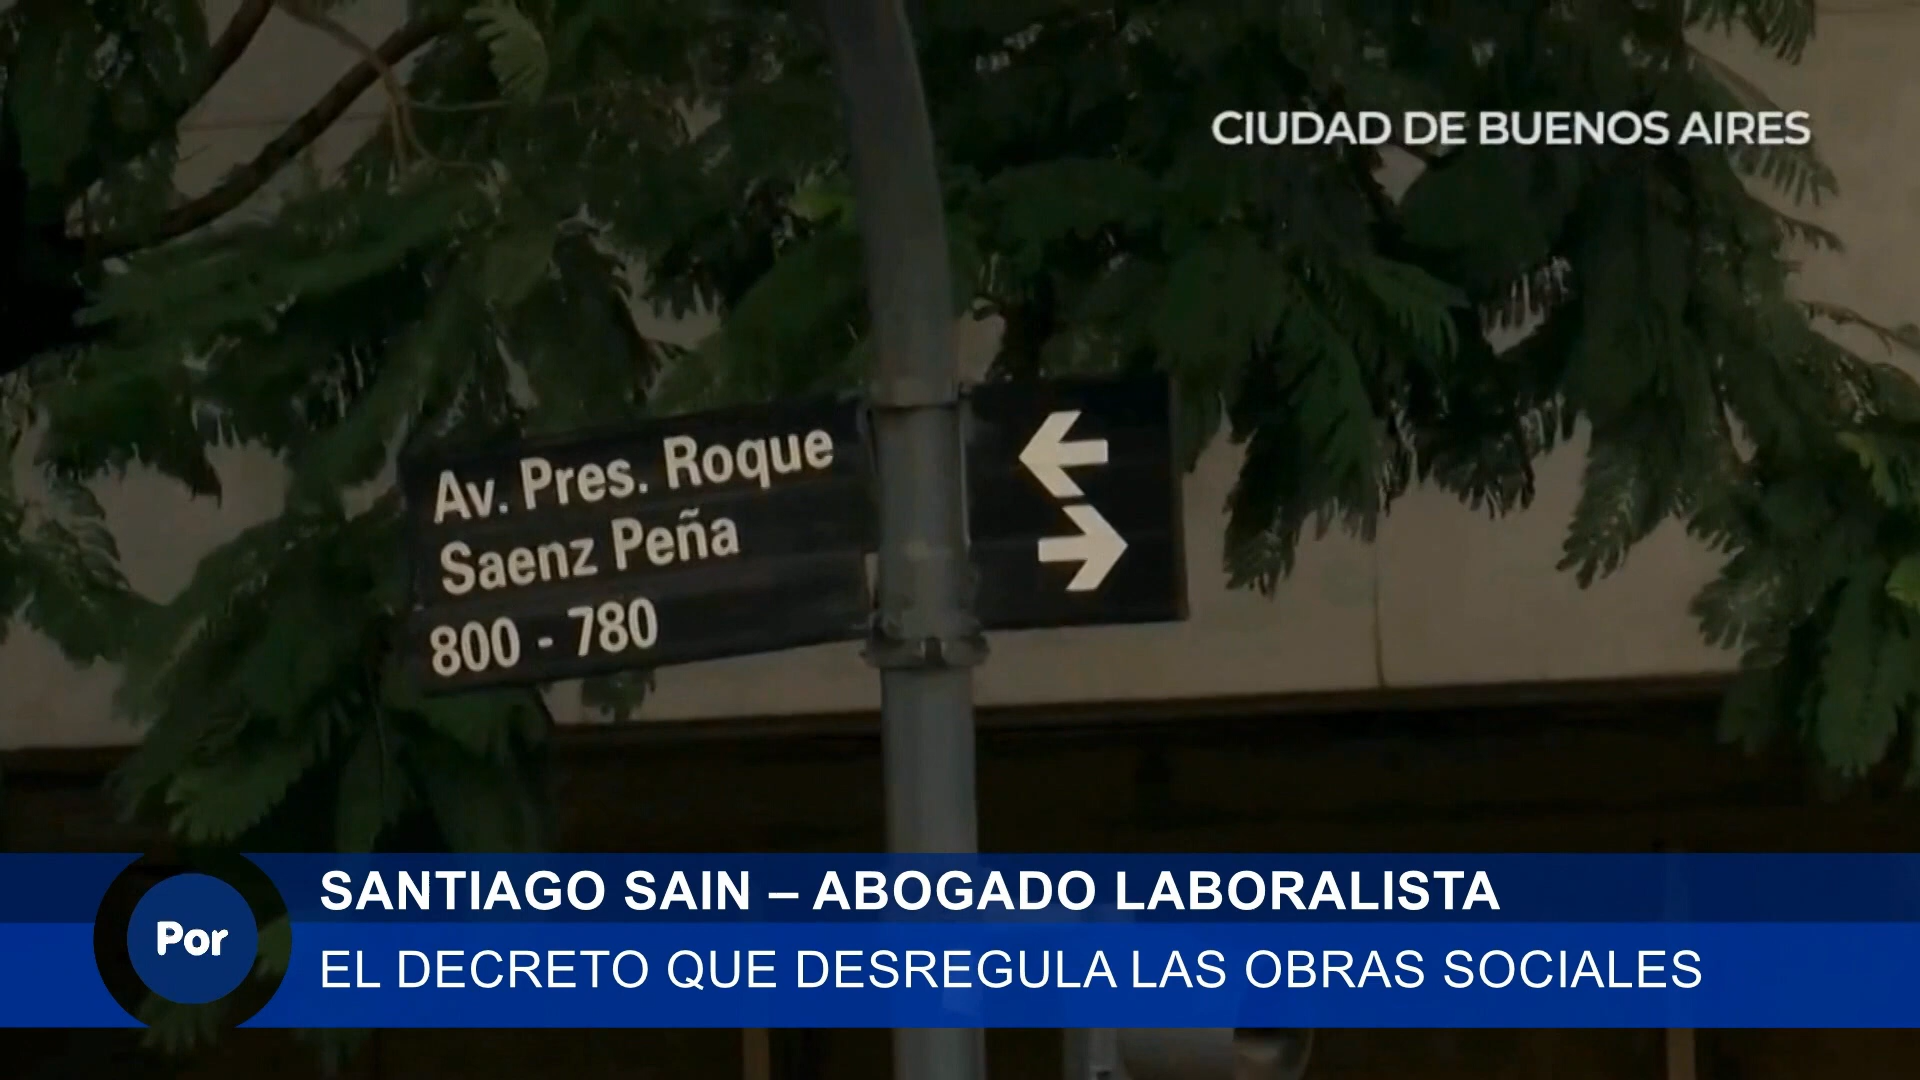 CIUDAD DE BUENOS AIRES
Av. Pres. Roque
Saenz Peña
800 - 780
SANTIAGO SAIN – ABOGADO LABORALISTA
Por
EL DECRETO QUE DESREGULA LAS OBRAS SOCIALES